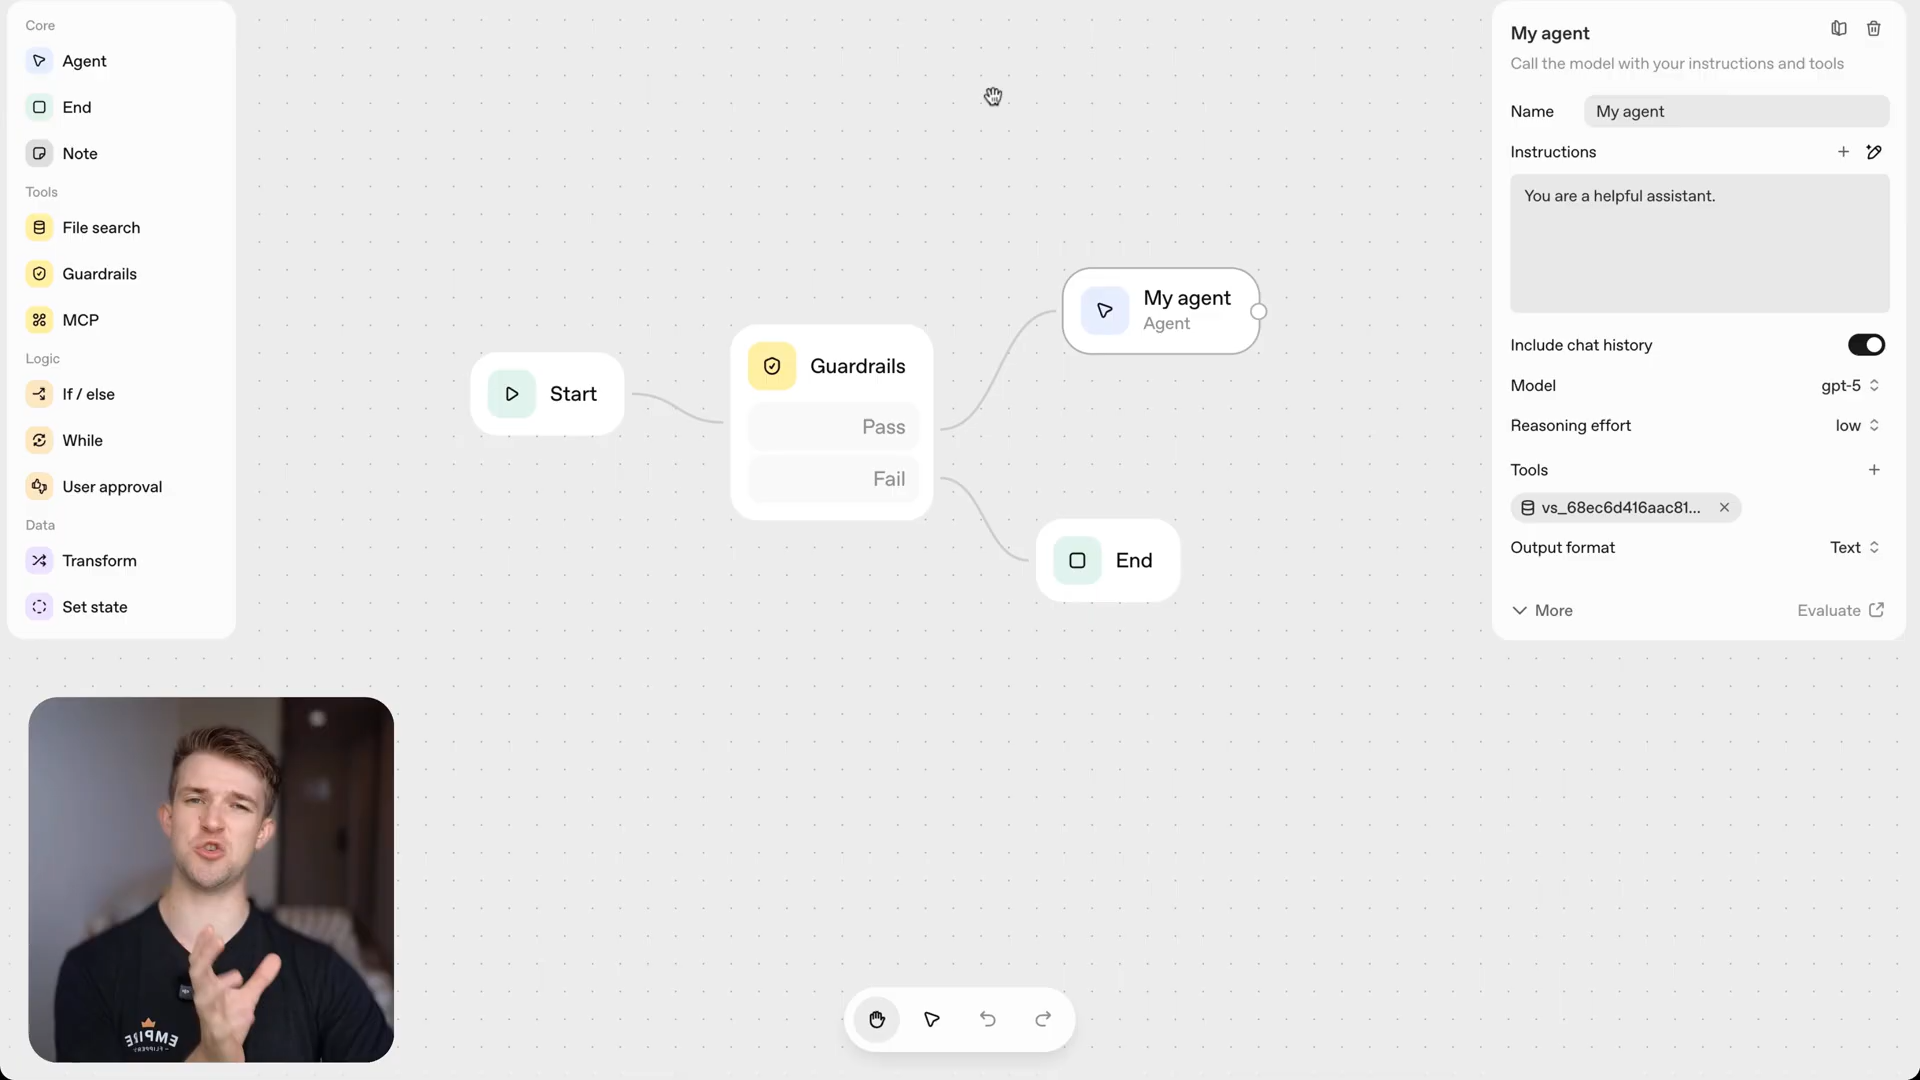 Core
Agent
End
Note
Tools
File search
Guardrails
MCP
Logic
If / else
While
User approval
Data
Transform
Set state
Start
Guardrails
Pass
Fail
My agent
Agent
End
My agent
Call the model with your instructions and tools
Name
My agent
Instructions
You are a helpful assistant.
Include chat history
Model
gpt-5
Reasoning effort
low
Tools
vs_68ec6d416aac81...
Output format
Text
More
Evaluate
EMPIRE
FLIPPERS